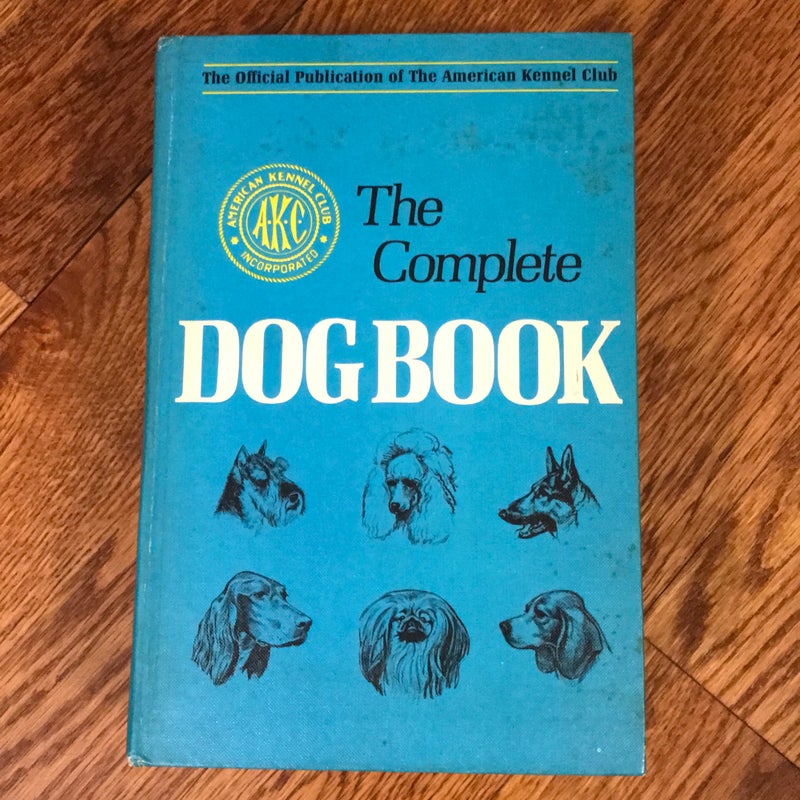 The Official Publication of The American Kennel Club
AMERICAN KENNEL CLUB
A·K·C
INCORPORATED
The
Complete
DOG BOOK